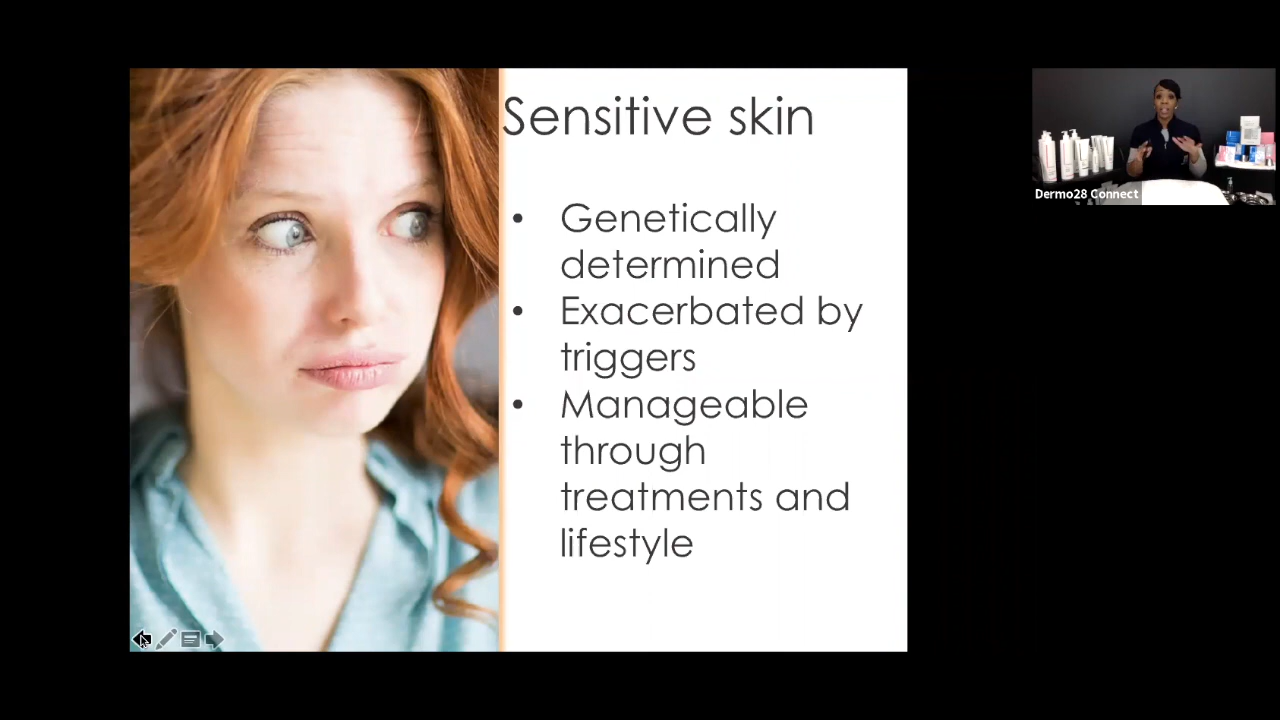 Sensitive skin
• Genetically
determined
• Exacerbated by
triggers
• Manageable
through
treatments and
lifestyle
Dermo28 Connect